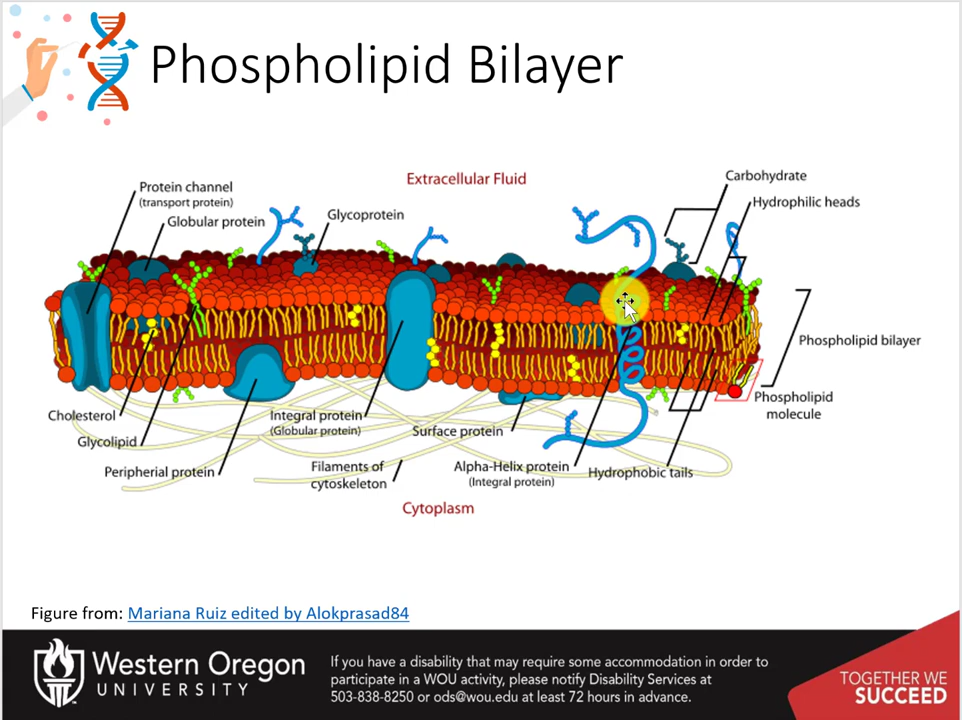 Phospholipid Bilayer
Extracellular Fluid
Protein channel
(transport protein)
Globular protein
Glycoprotein
Carbohydrate
Hydrophilic heads
Phospholipid bilayer
Phospholipid
molecule
Cholesterol
Glycolipid
Peripherial protein
Integral protein
(Globular protein)
Filaments of
cytoskeleton
Surface protein
Alpha-Helix protein
(Integral protein)
Hydrophobic tails
Cytoplasm
Figure from: Mariana Ruiz edited by Alokprasad84
Western Oregon
UNIVERSITY
If you have a disability that may require some accommodation in order to
participate in a WOU activity, please notify Disability Services at
503-838-8250 or ods@wou.edu at least 72 hours in advance.
TOGETHER WE
SUCCEED